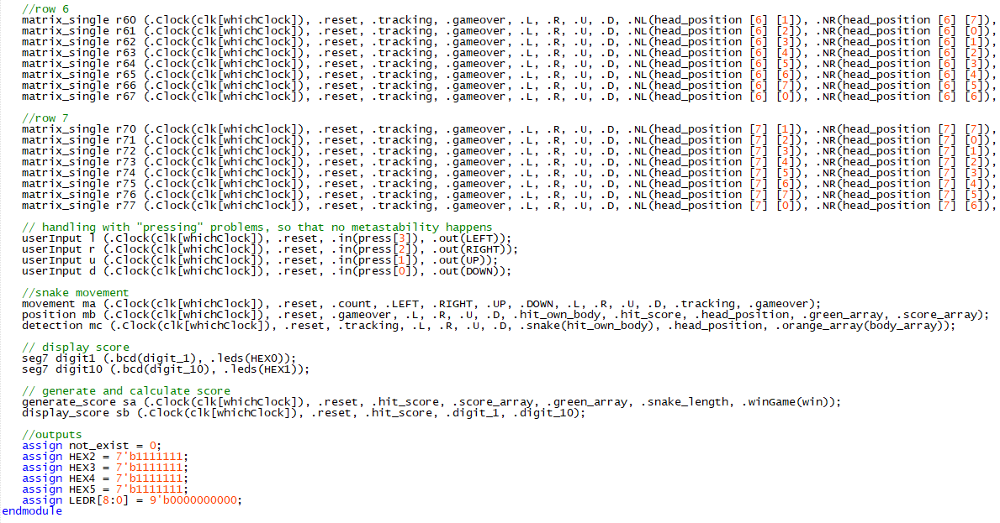 //row 6
matrix_single r60 (.Clock(clk[whichClock]), .reset, .tracking, .gameover, .L, .R, .U, .D, .NL(head_position [6] [1]), .NR(head_position [6] [7]),
matrix_single r61 (.Clock(clk[whichClock]), .reset, .tracking, .gameover, .L, .R, .U, .D, .NL(head_position [6] [2]), .NR(head_position [6] [0]),
matrix_single r62 (.Clock(clk[whichClock]), .reset, .tracking, .gameover, .L, .R, .U, .D, .NL(head_position [6] [3]), .NR(head_position [6] [1]),
matrix_single r63 (.Clock(clk[whichClock]), .reset, .tracking, .gameover, .L, .R, .U, .D, .NL(head_position [6] [4]), .NR(head_position [6] [2]),
matrix_single r64 (.Clock(clk[whichClock]), .reset, .tracking, .gameover, .L, .R, .U, .D, .NL(head_position [6] [5]), .NR(head_position [6] [3]),
matrix_single r65 (.Clock(clk[whichClock]), .reset, .tracking, .gameover, .L, .R, .U, .D, .NL(head_position [6] [6]), .NR(head_position [6] [4]),
matrix_single r66 (.Clock(clk[whichClock]), .reset, .tracking, .gameover, .L, .R, .U, .D, .NL(head_position [6] [7]), .NR(head_position [6] [5]),
matrix_single r67 (.Clock(clk[whichClock]), .reset, .tracking, .gameover, .L, .R, .U, .D, .NL(head_position [6] [0]), .NR(head_position [6] [6]),
//row 7
matrix_single r70 (.Clock(clk[whichClock]), .reset, .tracking, .gameover, .L, .R, .U, .D, .NL(head_position [7] [1]), .NR(head_position [7] [7]),
matrix_single r71 (.Clock(clk[whichClock]), .reset, .tracking, .gameover, .L, .R, .U, .D, .NL(head_position [7] [2]), .NR(head_position [7] [0]),
matrix_single r72 (.Clock(clk[whichClock]), .reset, .tracking, .gameover, .L, .R, .U, .D, .NL(head_position [7] [3]), .NR(head_position [7] [1]),
matrix_single r73 (.Clock(clk[whichClock]), .reset, .tracking, .gameover, .L, .R, .U, .D, .NL(head_position [7] [4]), .NR(head_position [7] [2]),
matrix_single r74 (.Clock(clk[whichClock]), .reset, .tracking, .gameover, .L, .R, .U, .D, .NL(head_position [7] [5]), .NR(head_position [7] [3]),
matrix_single r75 (.Clock(clk[whichClock]), .reset, .tracking, .gameover, .L, .R, .U, .D, .NL(head_position [7] [6]), .NR(head_position [7] [4]),
matrix_single r76 (.Clock(clk[whichClock]), .reset, .tracking, .gameover, .L, .R, .U, .D, .NL(head_position [7] [7]), .NR(head_position [7] [5]),
matrix_single r77 (.Clock(clk[whichClock]), .reset, .tracking, .gameover, .L, .R, .U, .D, .NL(head_position [7] [0]), .NR(head_position [7] [6]),
// handling with "pressing" problems, so that no metastability happens
userInput l (.Clock(clk[whichClock]), .reset, .in(press[3]), .out(LEFT));
userInput r (.Clock(clk[whichClock]), .reset, .in(press[2]), .out(RIGHT));
userInput u (.Clock(clk[whichClock]), .reset, .in(press[1]), .out(UP));
userInput d (.Clock(clk[whichClock]), .reset, .in(press[0]), .out(DOWN));
//snake movement
movement ma (.Clock(clk[whichClock]), .reset, .count, .LEFT, .RIGHT, .UP, .DOWN, .L, .R, .U, .D, .tracking, .gameover);
position mb (.Clock(clk[whichClock]), .reset, .gameover, .L, .R, .U, .D, .hit_own_body, .hit_score, .head_position, .green_array, .score_array);
detection mc (.Clock(clk[whichClock]), .reset, .tracking, .L, .R, .U, .D, .snake(hit_own_body), .head_position, .orange_array(body_array));
// display score
seg7 digit1 (.bcd(digit_1), .leds(HEX0));
seg7 digit10 (.bcd(digit_10), .leds(HEX1));
// generate and calculate score
generate_score sa (.Clock(clk[whichClock]), .reset, .hit_score, .score_array, .green_array, .snake_length, .winGame(win));
display_score sb (.Clock(clk[whichClock]), .reset, .hit_score, .digit_1, .digit_10);
//outputs
assign not_exist = 0;
assign HEX2 = 7'b1111111;
assign HEX3 = 7'b1111111;
assign HEX4 = 7'b1111111;
assign HEX5 = 7'b1111111;
assign LEDR[8:0] = 9'b0000000000;
endmodule